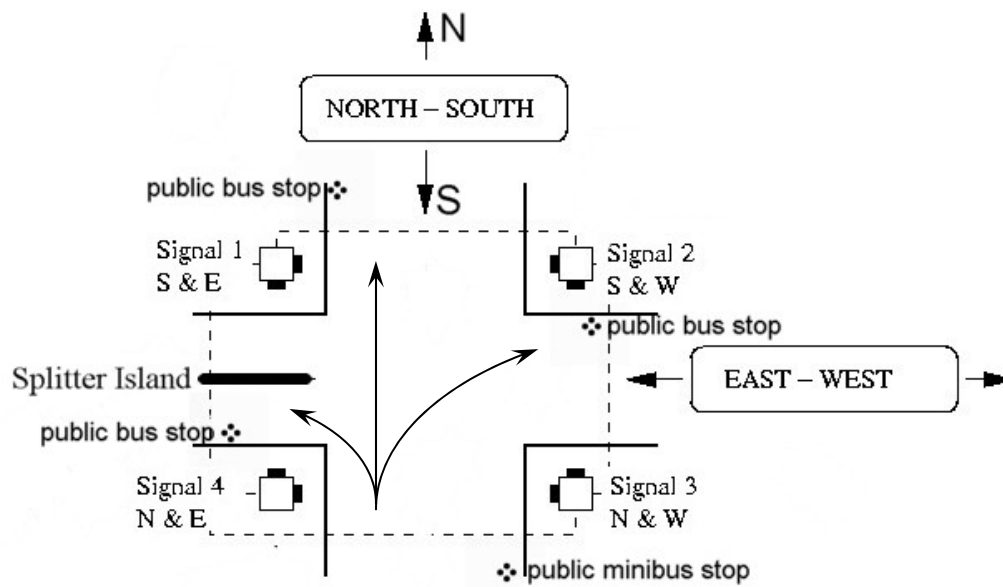 N
NORTH – SOUTH
public bus stop
S
Signal 1
S & E
Signal 2
S & W
public bus stop
Splitter Island
EAST – WEST
public bus stop
Signal 4
N & E
Signal 3
N & W
public minibus stop